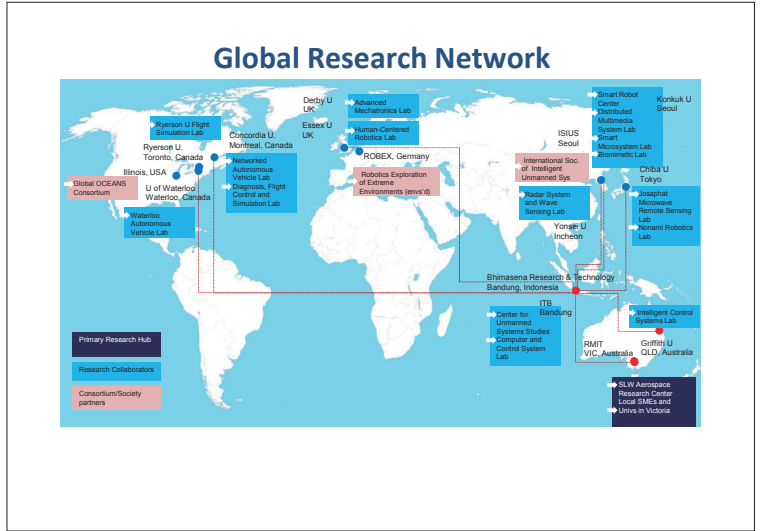 Global Research Network
Ryerson U Flight
Simulation Lab
Ryerson U.
Toronto, Canada
Concordia U.
Montreal, Canada
Illinois, USA
Global OCEANS
Consortium
U of Waterloo
Waterloo, Canada
Waterloo
Autonomous
Vehicle Lab
Networked
Autonomous
Vehicle Lab
Diagnosis, Flight
Control and
Simulation Lab
Derby U
UK
Advanced
Mechatronics Lab
Essex U
UK
Human-Centered
Robotics Lab
ROBEX, Germany
Robotics Exploration
of Extreme
Environments (envs'd)
Smart Robot
Center
Distributed
Multimedia
System Lab
Smart
Microsystem Lab
Biomimetic Lab
Konkuk U
Seoul
ISIUS
Seoul
International Soc.
of Intelligent
Unmanned Sys
Chiba U
Tokyo
Radar System
and Wave
Sensing Lab
Josaphat
Microwave
Remote Sensing
Lab
Nonami Robotics
Lab
Yonsei U
Incheon
Bhimasena Research & Technology
Bandung, Indonesia
ITB
Bandung
Center for
Unmanned
Systems Studies
Computer and
Control System
Lab
Intelligent Control
Systems Lab
RMIT
VIC, Australia
Griffith U
QLD, Australia
SLW Aerospace
Research Center
Local SMEs and
Univs in Victoria
Primary Research Hub
Research Collaborators
Consortium/Society
partners